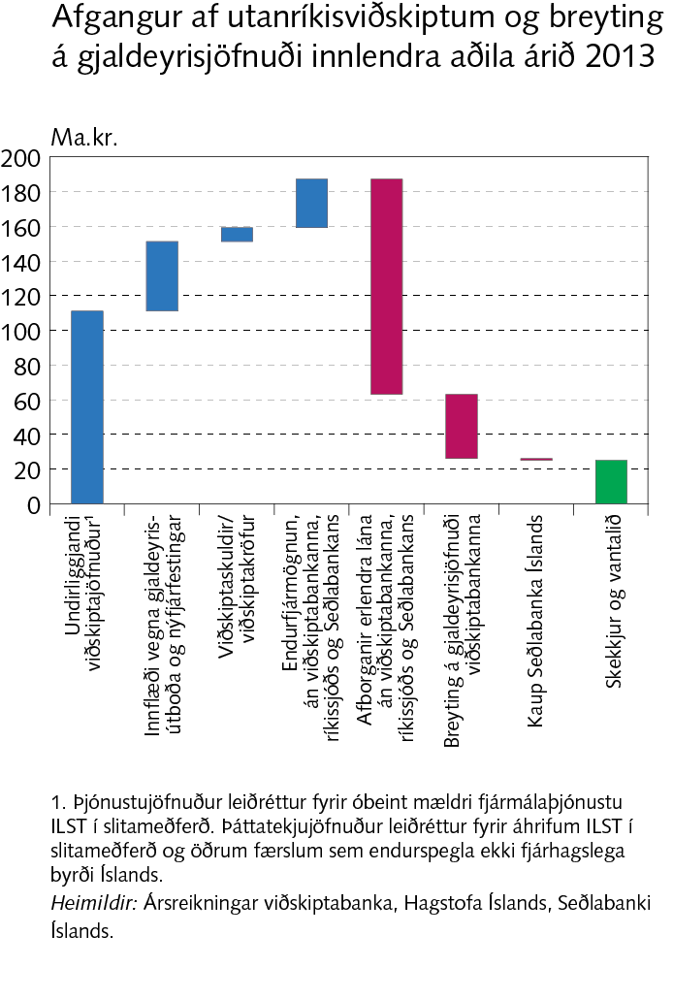 Afgangur af utanríkisviðskiptum og breyting
á gjaldeyrisjöfnuði innlendra aðila árið 2013
Ma.kr.
200
180
160
140
120
100
80
60
40
20
0
Undirliggjandi
viðskiptajöfnuður¹
Innflæði vegna gjaldeyris-
útboða og nýfjárfestingar
Viðskiptaskuldir/
viðskiptakröfur
Endurfjármögnun,
án viðskiptabankanna,
ríkissjóðs og Seðlabankans
Afborganir erlendra lána
án viðskiptabankanna,
ríkissjóðs og Seðlabankans
Breyting á gjaldeyrisjöfnuði
viðskiptabankanna
Kaup Seðlabanka Íslands
Skekkjur og vantalið
1. Þjónustujöfnuður leiðréttur fyrir óbeint mældri fjármálaþjónustu
ILST í slitameðferð. Þáttatekjujöfnuður leiðréttur fyrir áhrifum ILST í
slitameðferð og öðrum færslum sem endurspegla ekki fjárhagslega
byrði Íslands.
Heimildir: Ársreikningar viðskiptabanka, Hagstofa Íslands, Seðlabanki
Íslands.